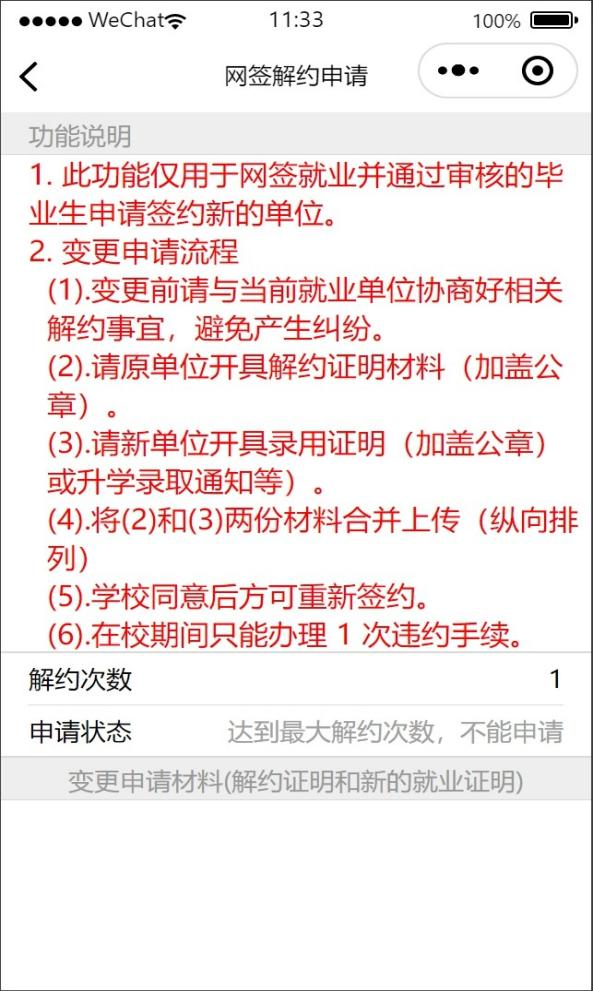 WeChat 11:33 100%
网签解约申请
功能说明
1. 此功能仅用于网签就业并通过审核的毕
业生申请签约新的单位。
2. 变更申请流程
(1).变更前请与当前就业单位协商好相关
解约事宜，避免产生纠纷。
(2).请原单位开具解约证明材料（加盖公
章）。
(3).请新单位开具录用证明（加盖公章）
或升学录取通知等）。
(4).将(2)和(3)两份材料合并上传（纵向排
列）
(5).学校同意后方可重新签约。
(6).在校期间只能办理 1 次违约手续。
解约次数 1
申请状态 达到最大解约次数，不能申请
变更申请材料(解约证明和新的就业证明)